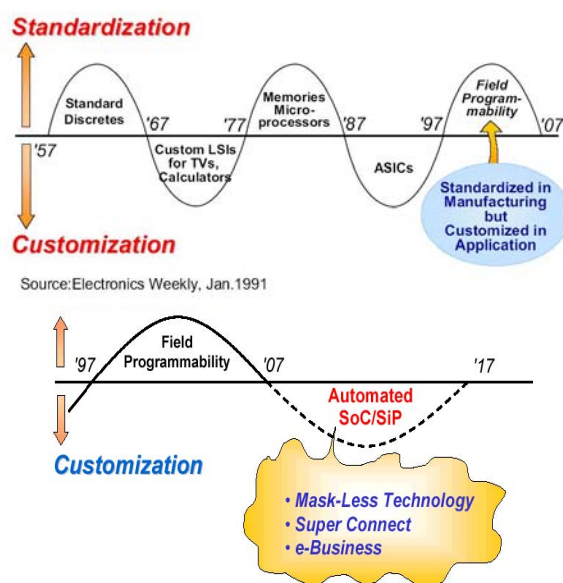 Standardization
Standard
Discretes
'57
'67
Custom LSIs
for TVs,
Calculators
'77
Memories
Micro-
processors
'87
ASICs
'97
Field
Program-
mability
'07
Standardized in
Manufacturing
but
Customized in
Application
Customization
Source:Electronics Weekly, Jan.1991
'97
Field
Programmability
'07
'17
Automated
SoC/SiP
Customization
• Mask-Less Technology
• Super Connect
• e-Business